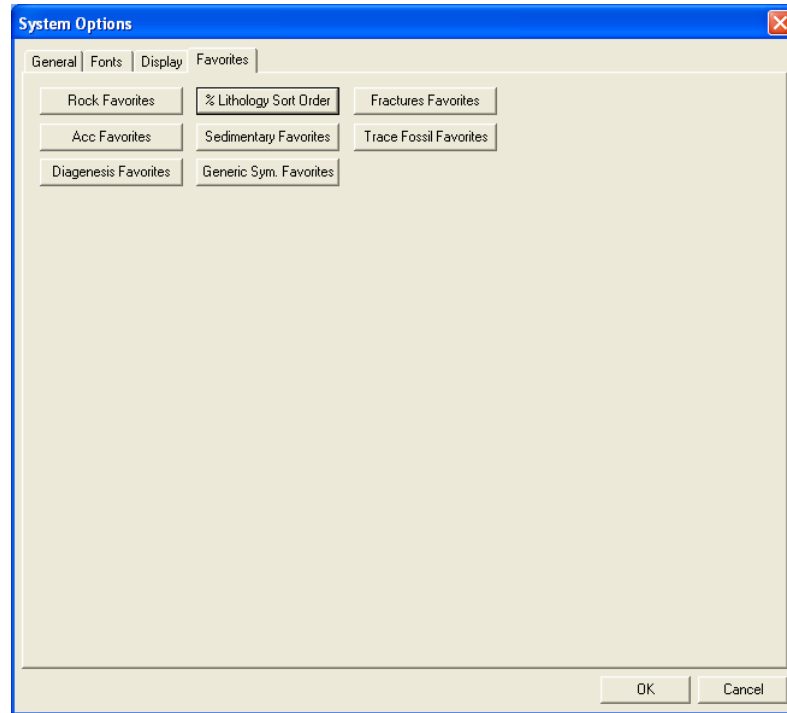 System Options
General Fonts Display Favorites
Rock Favorites % Lithology Sort Order Fractures Favorites
Acc Favorites Sedimentary Favorites Trace Fossil Favorites
Diagenesis Favorites Generic Sym. Favorites
OK Cancel